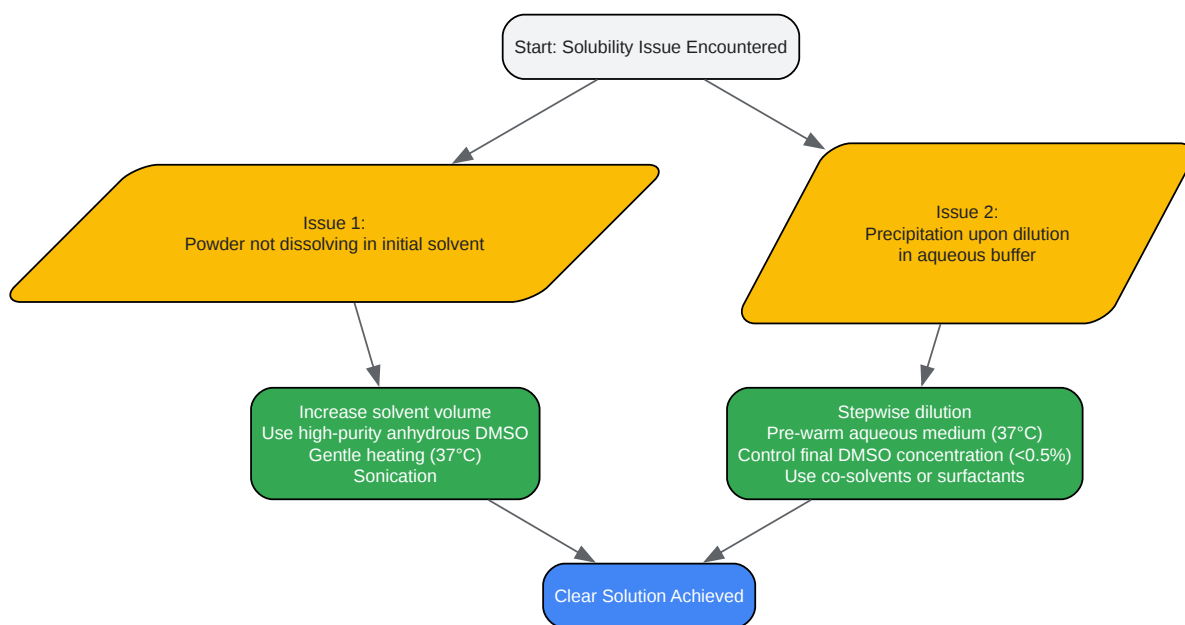 Start: Solubility Issue Encountered
Issue 1:
Powder not dissolving in initial solvent
Issue 2:
Precipitation upon dilution
in aqueous buffer
Increase solvent volume
Use high-purity anhydrous DMSO
Gentle heating (37°C)
Sonication
Stepwise dilution
Pre-warm aqueous medium (37°C)
Control final DMSO concentration (<0.5%)
Use co-solvents or surfactants
Clear Solution Achieved